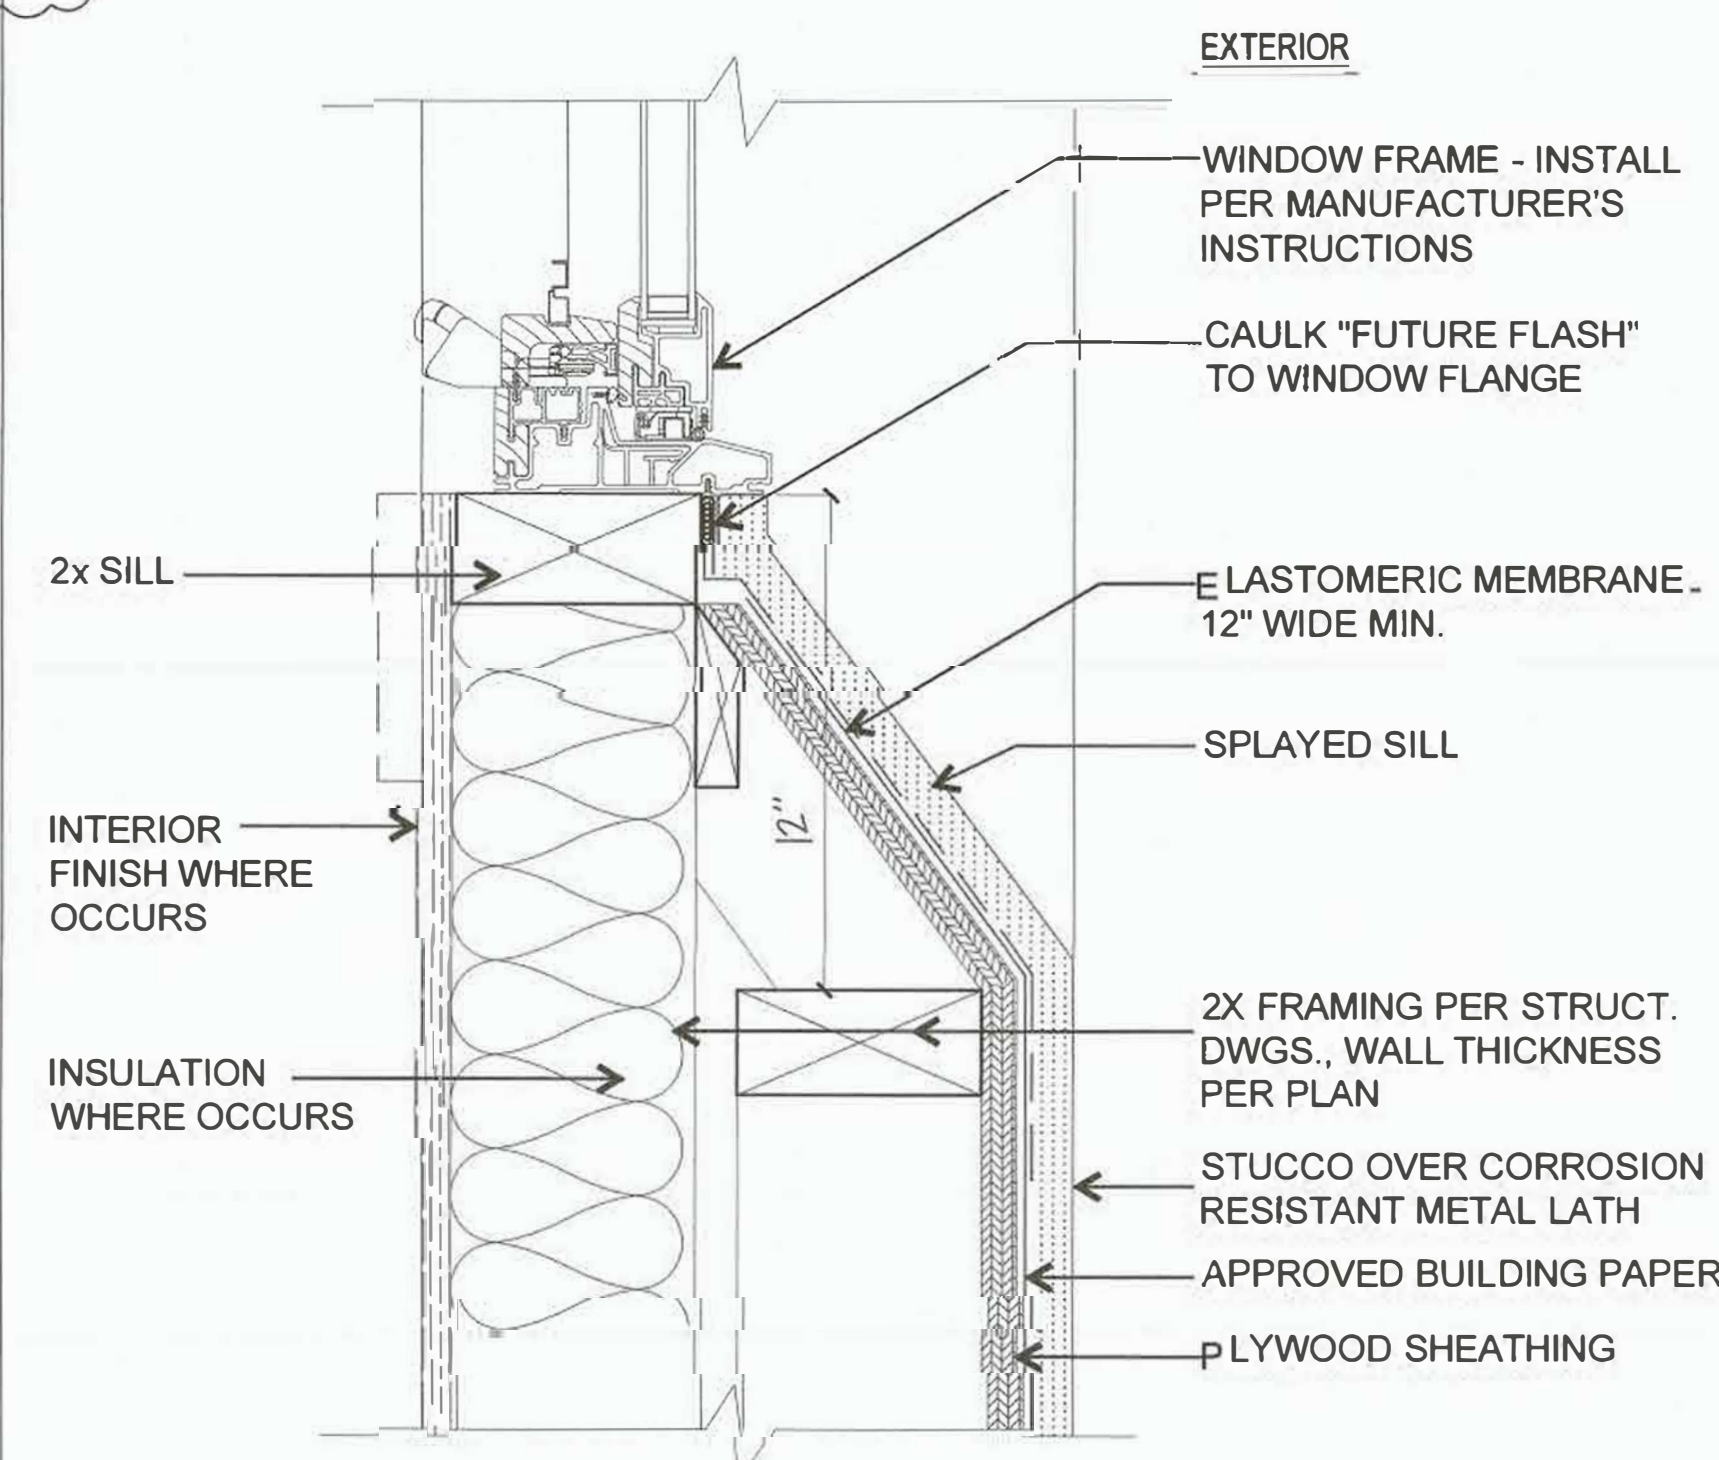 EXTERIOR
WINDOW FRAME - INSTALL
PER MANUFACTURER'S
INSTRUCTIONS
CAULK "FUTURE FLASH"
TO WINDOW FLANGE
2x SILL
ELASTOMERIC MEMBRANE -
12" WIDE MIN.
SPLAYED SILL
12"
INTERIOR
FINISH WHERE
OCCURS
2X FRAMING PER STRUCT.
DWGS., WALL THICKNESS
PER PLAN
INSULATION
WHERE OCCURS
STUCCO OVER CORROSION
RESISTANT METAL LATH
APPROVED BUILDING PAPER
PLYWOOD SHEATHING